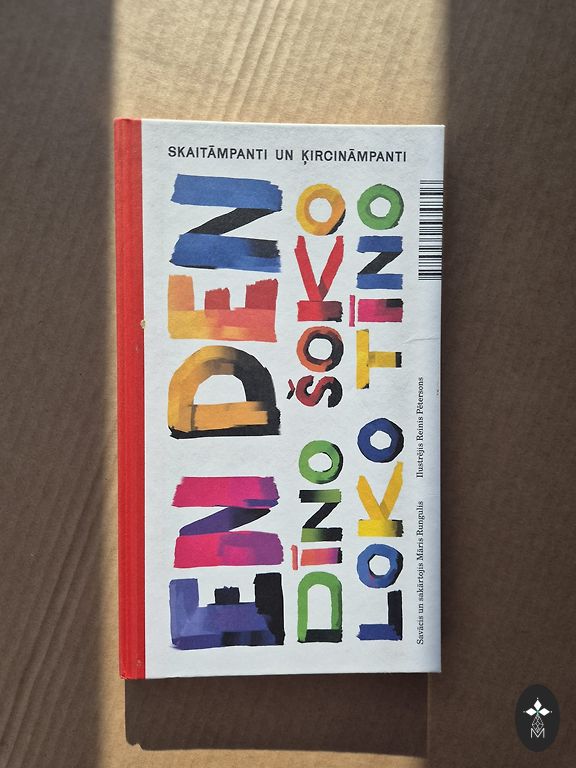 SKAITĀMPANTI UN ĶIRCINĀMPANTI
EN DEN
DĪNO ŠOKO
LOKO TĪNO
Savācis un sakārtojis Māris Rungulis
Ilustrējis Reinis Pētersons
M